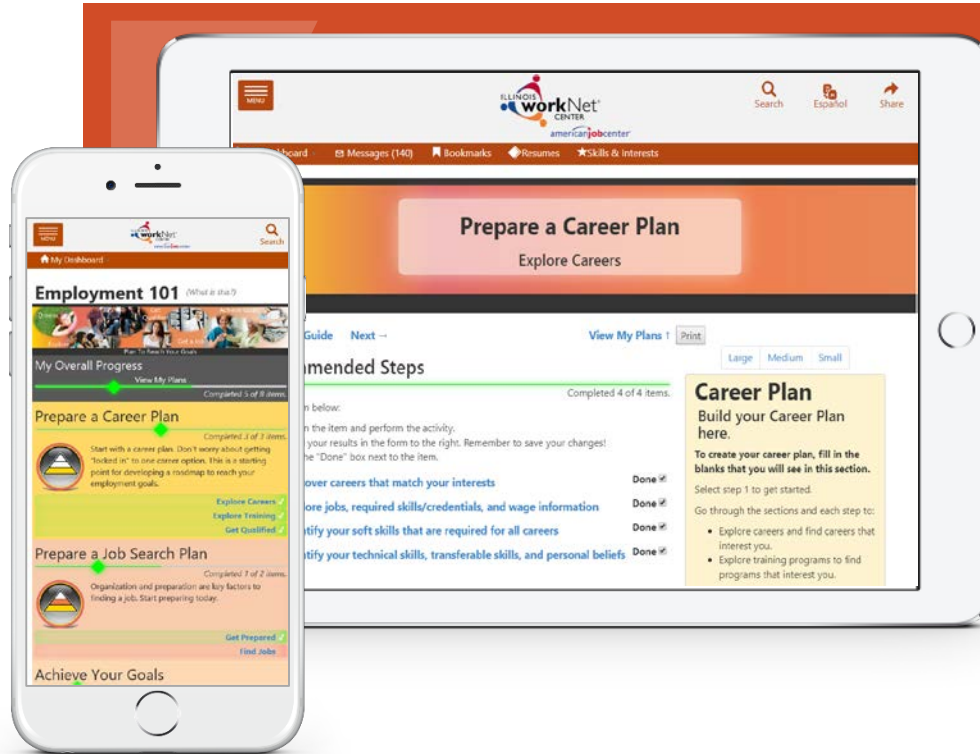 MENU
ILLINOIS
workNet®
CENTER
americanjobcenter
Search
Español
Share
hboard
Messages (140)
Bookmarks
Resumes
Skills & Interests
Prepare a Career Plan
Explore Careers
Guide Next →
View My Plans ↑
Print
mended Steps
Completed 4 of 4 items.
n below:
n the item and perform the activity.
your results in the form to the right. Remember to save your changes!
he "Done" box next to the item.
over careers that match your interests Done
ore jobs, required skills/credentials, and wage information Done
tify your soft skills that are required for all careers Done
tify your technical skills, transferable skills, and personal beliefs Done
Large Medium Small
Career Plan
Build your Career Plan
here.
To create your career plan, fill in the
blanks that you will see in this section.
Select step 1 to get started.
Go through the sections and each step to:
• Explore careers and find careers that
interest you.
• Explore training programs to find
programs that interest you.
MENU
workNet
CENTER
Search
My Dashboard
Employment 101 (What is this?)
Plan To Reach Your Goals
My Overall Progress
View My Plans
Completed 5 of 8 items.
Prepare a Career Plan
Completed 3 of 3 items.
Start with a career plan. Don't worry about getting
"locked in" to one career option. This is a starting
point for developing a roadmap to reach your
employment goals.
Explore Careers
Explore Training
Get Qualified
Prepare a Job Search Plan
Completed 1 of 2 items.
Organization and preparation are key factors to
finding a job. Start preparing today.
Get Prepared
Find Jobs
Achieve Your Goals